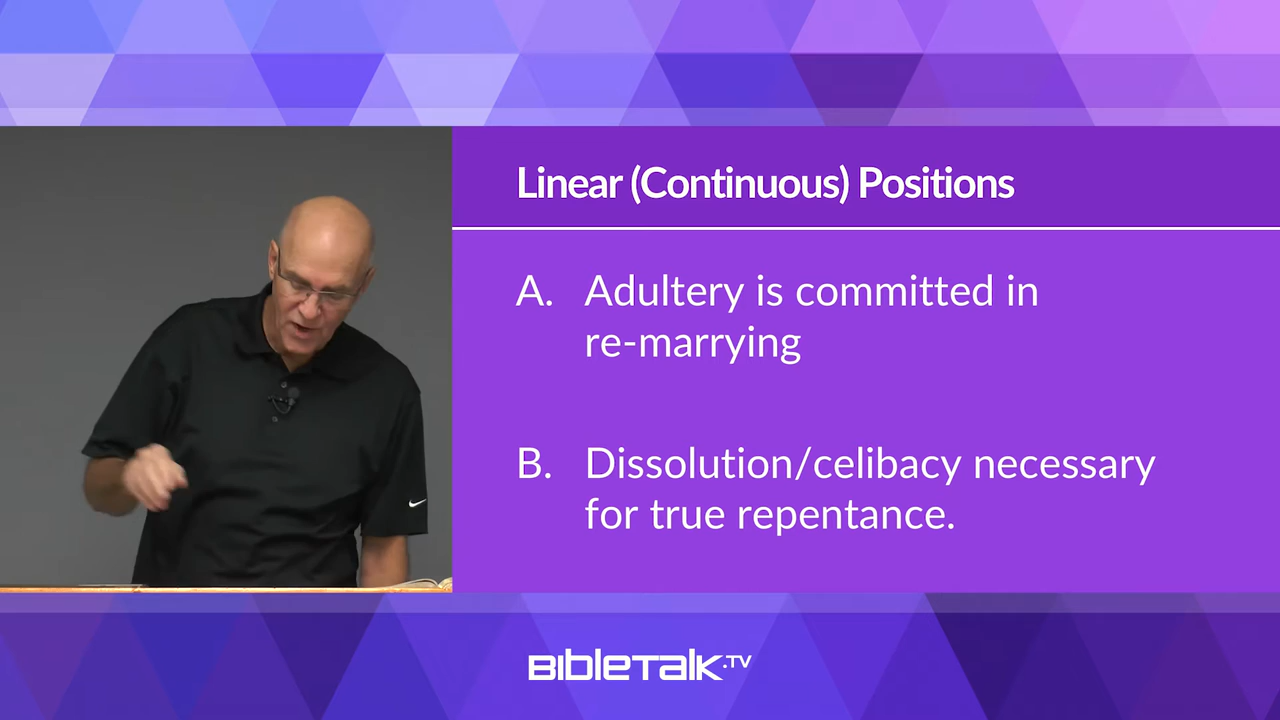 Linear (Continuous) Positions
A. Adultery is committed in
re-marrying
B. Dissolution/celibacy necessary
for true repentance.
BIBLETALK.TV